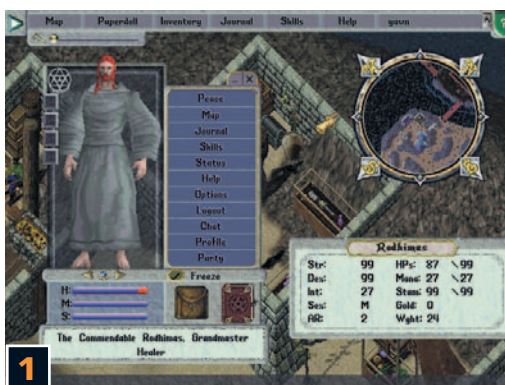 Map Paperdoll Inventory Journal Skills Help yawn
Peace
Map
Journal
Skills
Status
Help
Options
Logout
Chat
Profile
Party
Freeze
H:
M:
S:
The Commendable Rodhimas, Grandmaster
Healer
Rodhimas
Str: 99 HPs: 87 \99
Dex: 99 Mana: 27 \27
Int: 27 Stam: 99 \99
Sex: M Gold: 0
AR: 2 Wght: 24
1